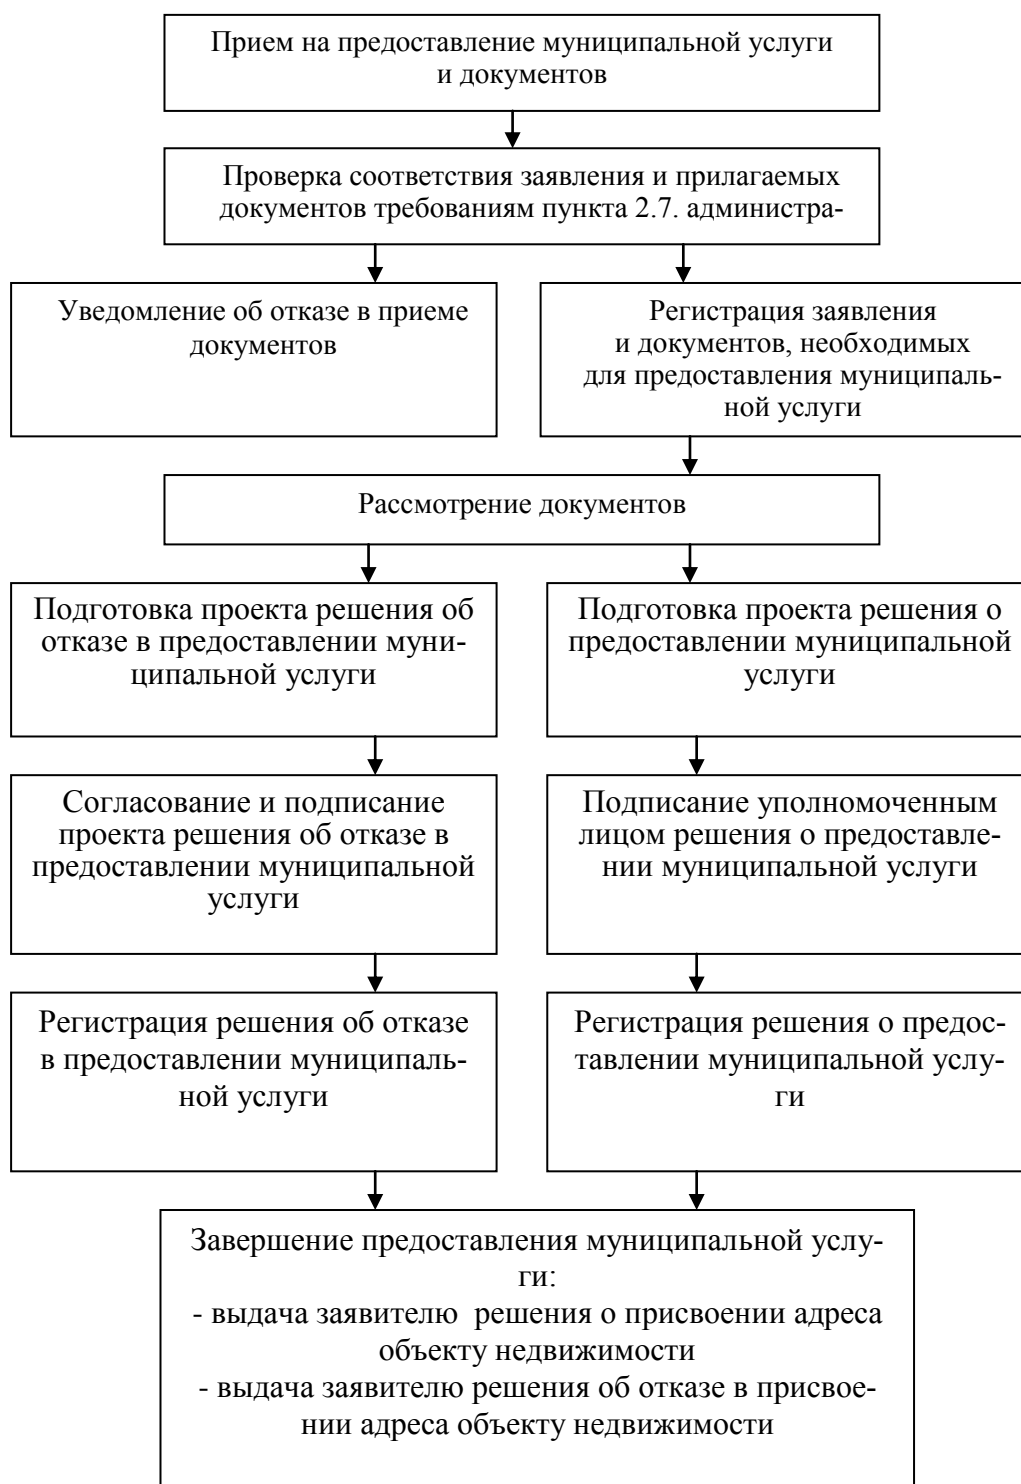 Прием на предоставление муниципальной услуги
и документов
Проверка соответствия заявления и прилагаемых
документов требованиям пункта 2.7. администра-
Уведомление об отказе в приеме
документов
Регистрация заявления
и документов, необходимых
для предоставления муниципаль-
ной услуги
Рассмотрение документов
Подготовка проекта решения об
отказе в предоставлении муни-
ципальной услуги
Подготовка проекта решения о
предоставлении муниципальной
услуги
Согласование и подписание
проекта решения об отказе в
предоставлении муниципальной
услуги
Подписание уполномоченным
лицом решения о предоставле-
нии муниципальной услуги
Регистрация решения об отказе
в предоставлении муниципаль-
ной услуги
Регистрация решения о предос-
тавлении муниципальной услу-
ги
Завершение предоставления муниципальной услу-
ги:
- выдача заявителю  решения о присвоении адреса
объекту недвижимости
- выдача заявителю решения об отказе в присвое-
нии адреса объекту недвижимости